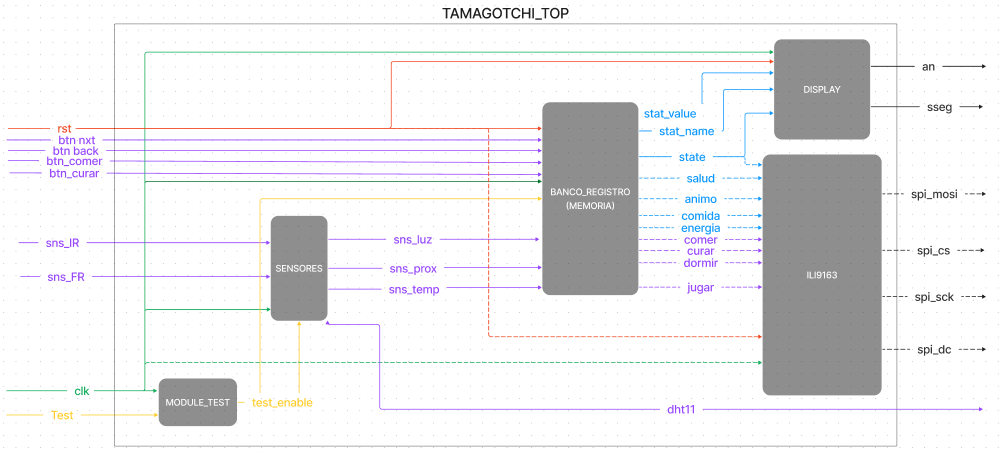 TAMAGOTCHI_TOP
an
DISPLAY
sseg
stat_value
rst
stat_name
btn nxt
btn back
state
btn_comer
btn_curar
salud
BANCO_REGISTRO
(MEMORIA)
spi_mosi
animo
comida
energia
sns_IR
sns_luz
comer
curar
spi_cs
dormir
SENSORES
sns_prox
sns_FR
ILI9163
sns_temp
jugar
spi_sck
spi_dc
clk
MODULE_TEST
test_enable
Test
dht11